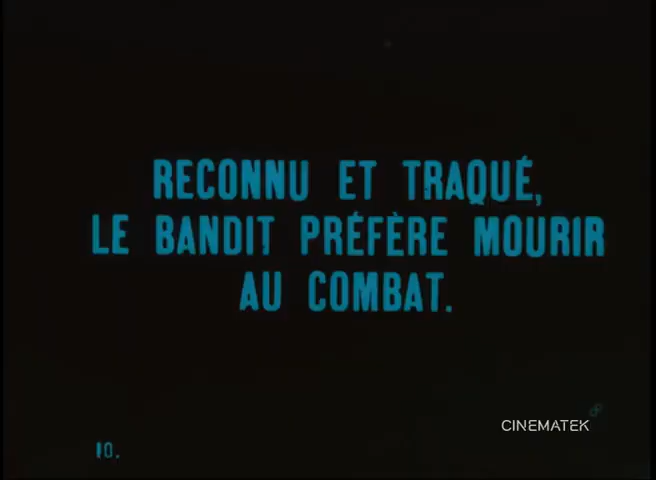 RECONNU ET TRAQUÉ,
LE BANDIT PRÉFÈRE MOURIR
AU COMBAT.
CINEMATEK
10.